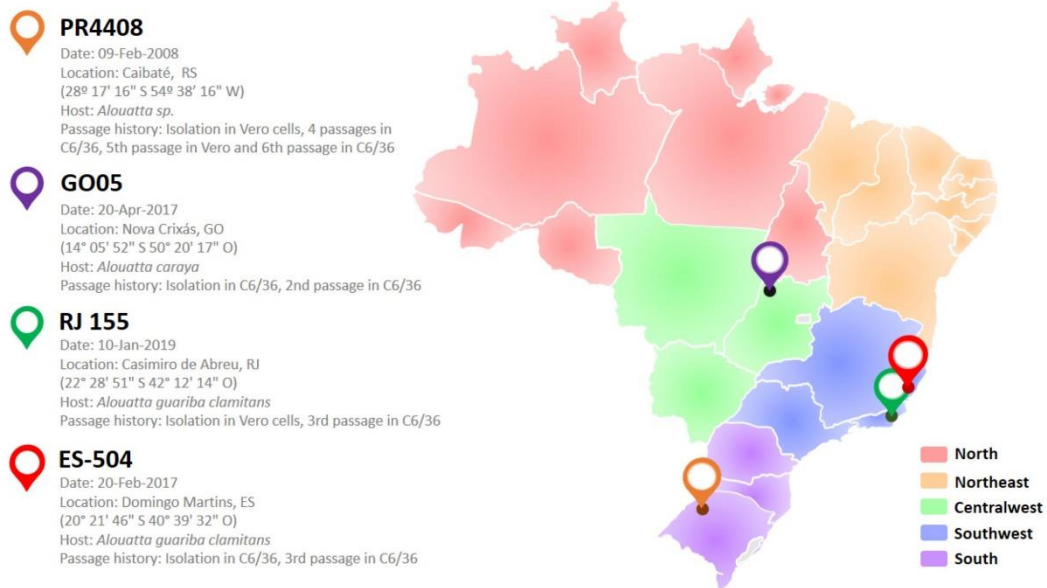 PR4408
Date: 09-Feb-2008
Location: Caibaté, RS
(28º 17' 16" S 54º 38' 16" W)
Host: Alouatta sp.
Passage history: Isolation in Vero cells, 4 passages in
C6/36, 5th passage in Vero and 6th passage in C6/36
GO05
Date: 20-Apr-2017
Location: Nova Crixás, GO
(14° 05' 52" S 50° 20' 17" O)
Host: Alouatta caraya
Passage history: Isolation in C6/36, 2nd passage in C6/36
RJ 155
Date: 10-Jan-2019
Location: Casimiro de Abreu, RJ
(22° 28' 51" S 42° 12' 14" O)
Host: Alouatta guariba clamitans
Passage history: Isolation in Vero cells, 3rd passage in C6/36
ES-504
Date: 20-Feb-2017
Location: Domingo Martins, ES
(20° 21' 46" S 40° 39' 32" O)
Host: Alouatta guariba clamitans
Passage history: Isolation in C6/36, 3rd passage in C6/36
North
Northeast
Centralwest
Southwest
South